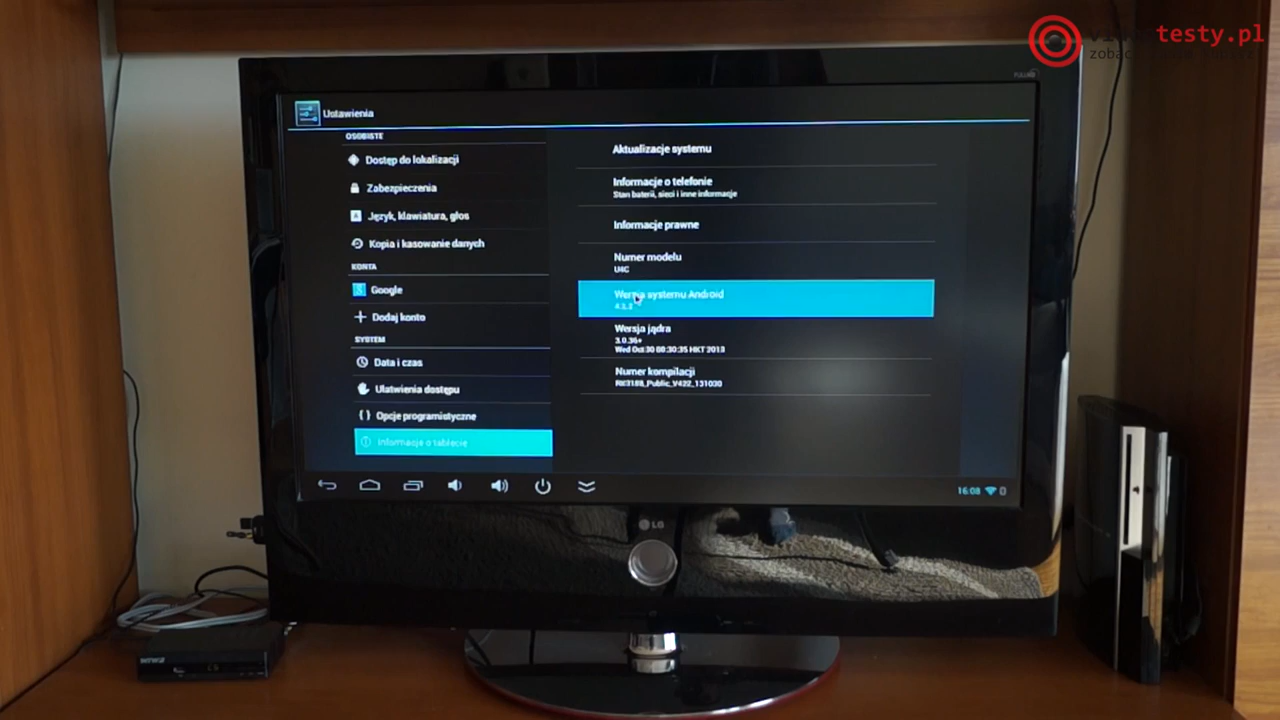 testy.pl
Ustawienia
OSOBISTE
Dostęp do lokalizacji
Zabezpieczenia
Język, klawiatura, głos
Kopia i kasowanie danych
KONTA
Google
Dodaj konto
SYSTEM
Data i czas
Ułatwienia dostępu
Opcje programistyczne
Informacje o tablecie
Aktualizacje systemu
Informacje o telefonie
Stan baterii, sieci i inne informacje
Informacje prawne
Numer modelu
U4C
Wersja systemu Android
4.2.2
Wersja jądra
3.0.36+
Wed Oct 30 08:30:35 HKT 2013
Numer kompilacji
RK3188_Public_V422_131030
16:08
LG